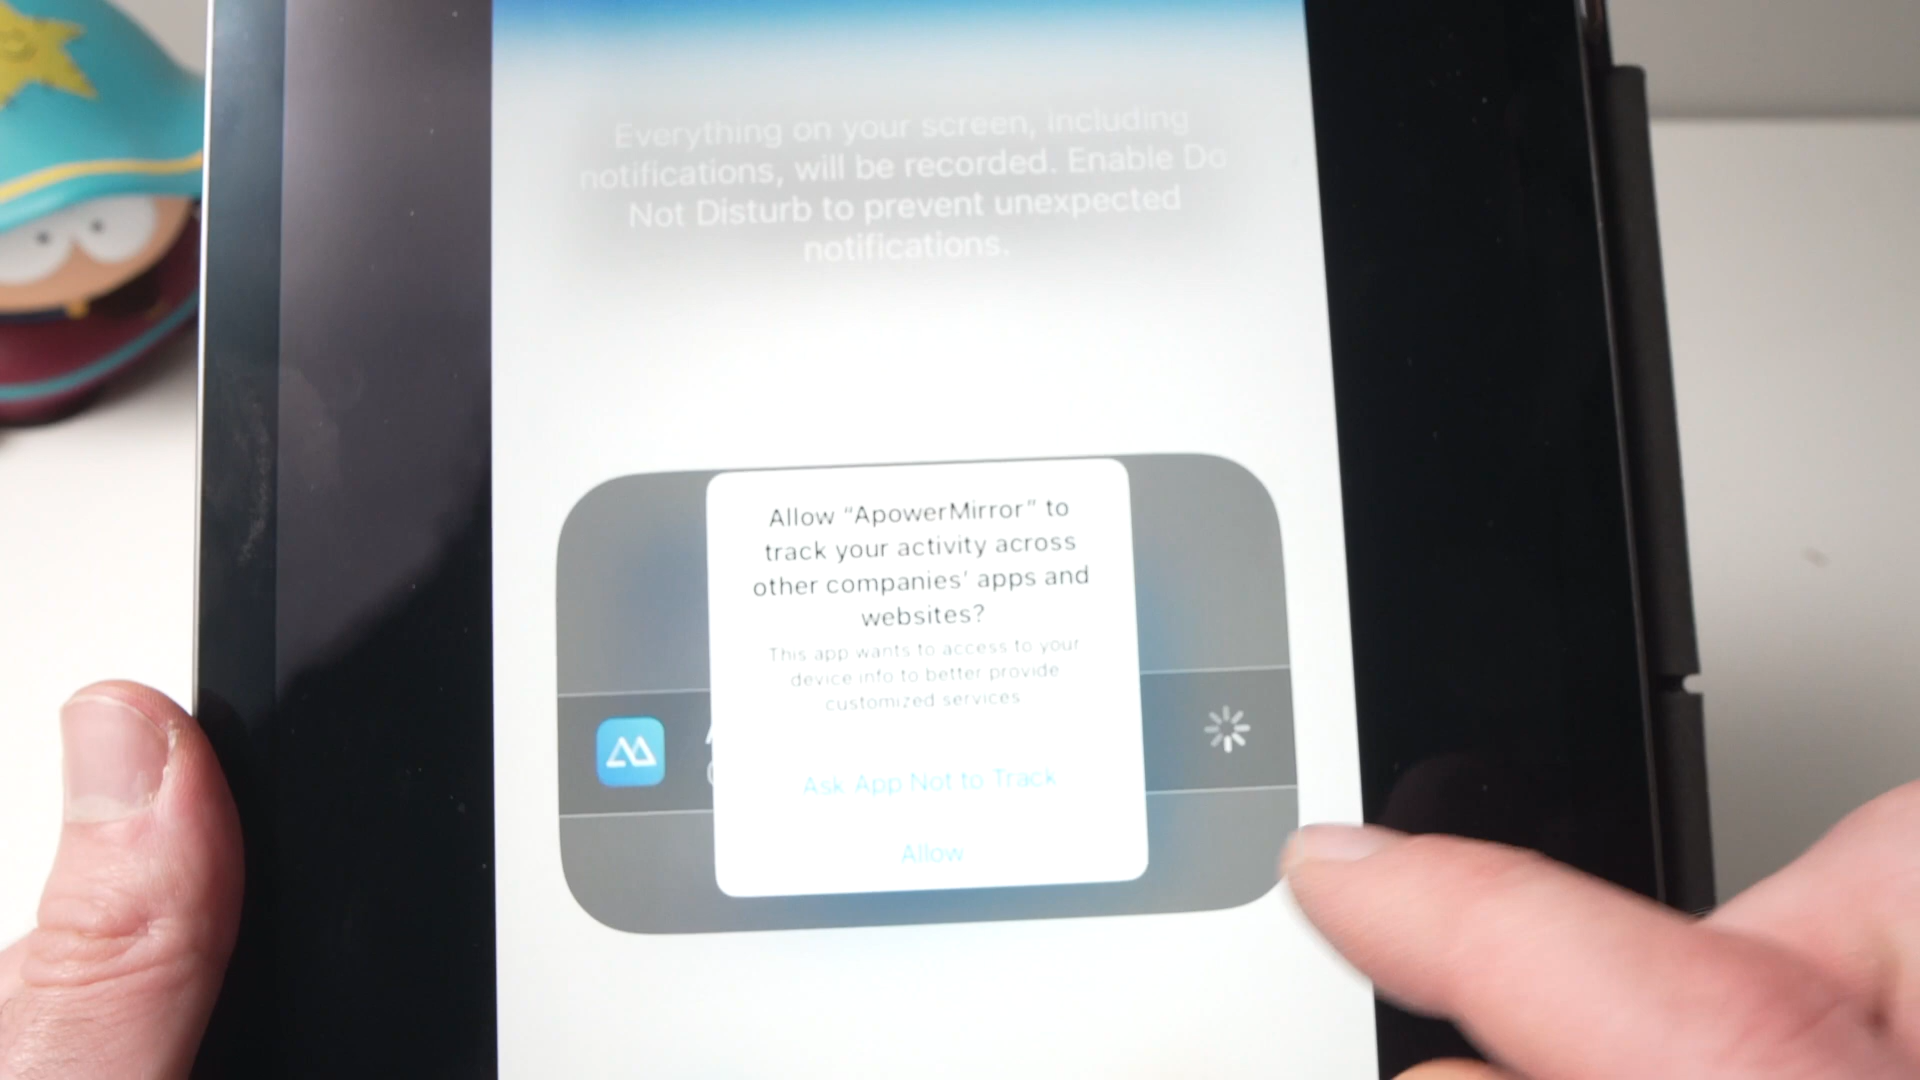 Everything on your screen, including
notifications, will be recorded. Enable Do
Not Disturb to prevent unexpected
notifications.
Allow “ApowerMirror” to
track your activity across
other companies’ apps and
websites?
This app wants to access to your
device info to better provide
customized services
Ask App Not to Track
Allow